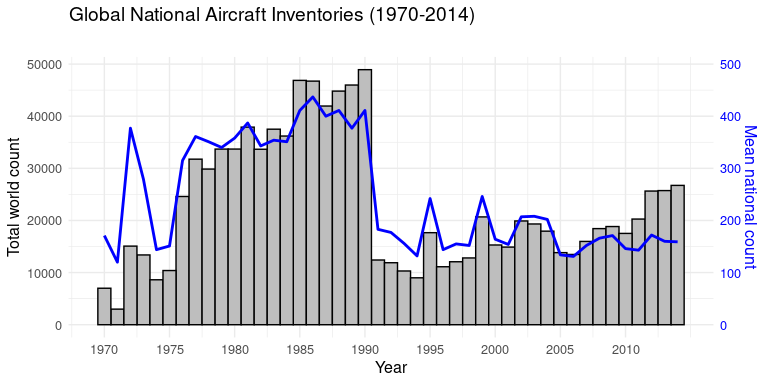 Global National Aircraft Inventories (1970-2014)
50000
40000
30000
20000
10000
0
Total world count
500
400
300
200
100
0
Mean national count
1970 1975 1980 1985 1990 1995 2000 2005 2010
Year